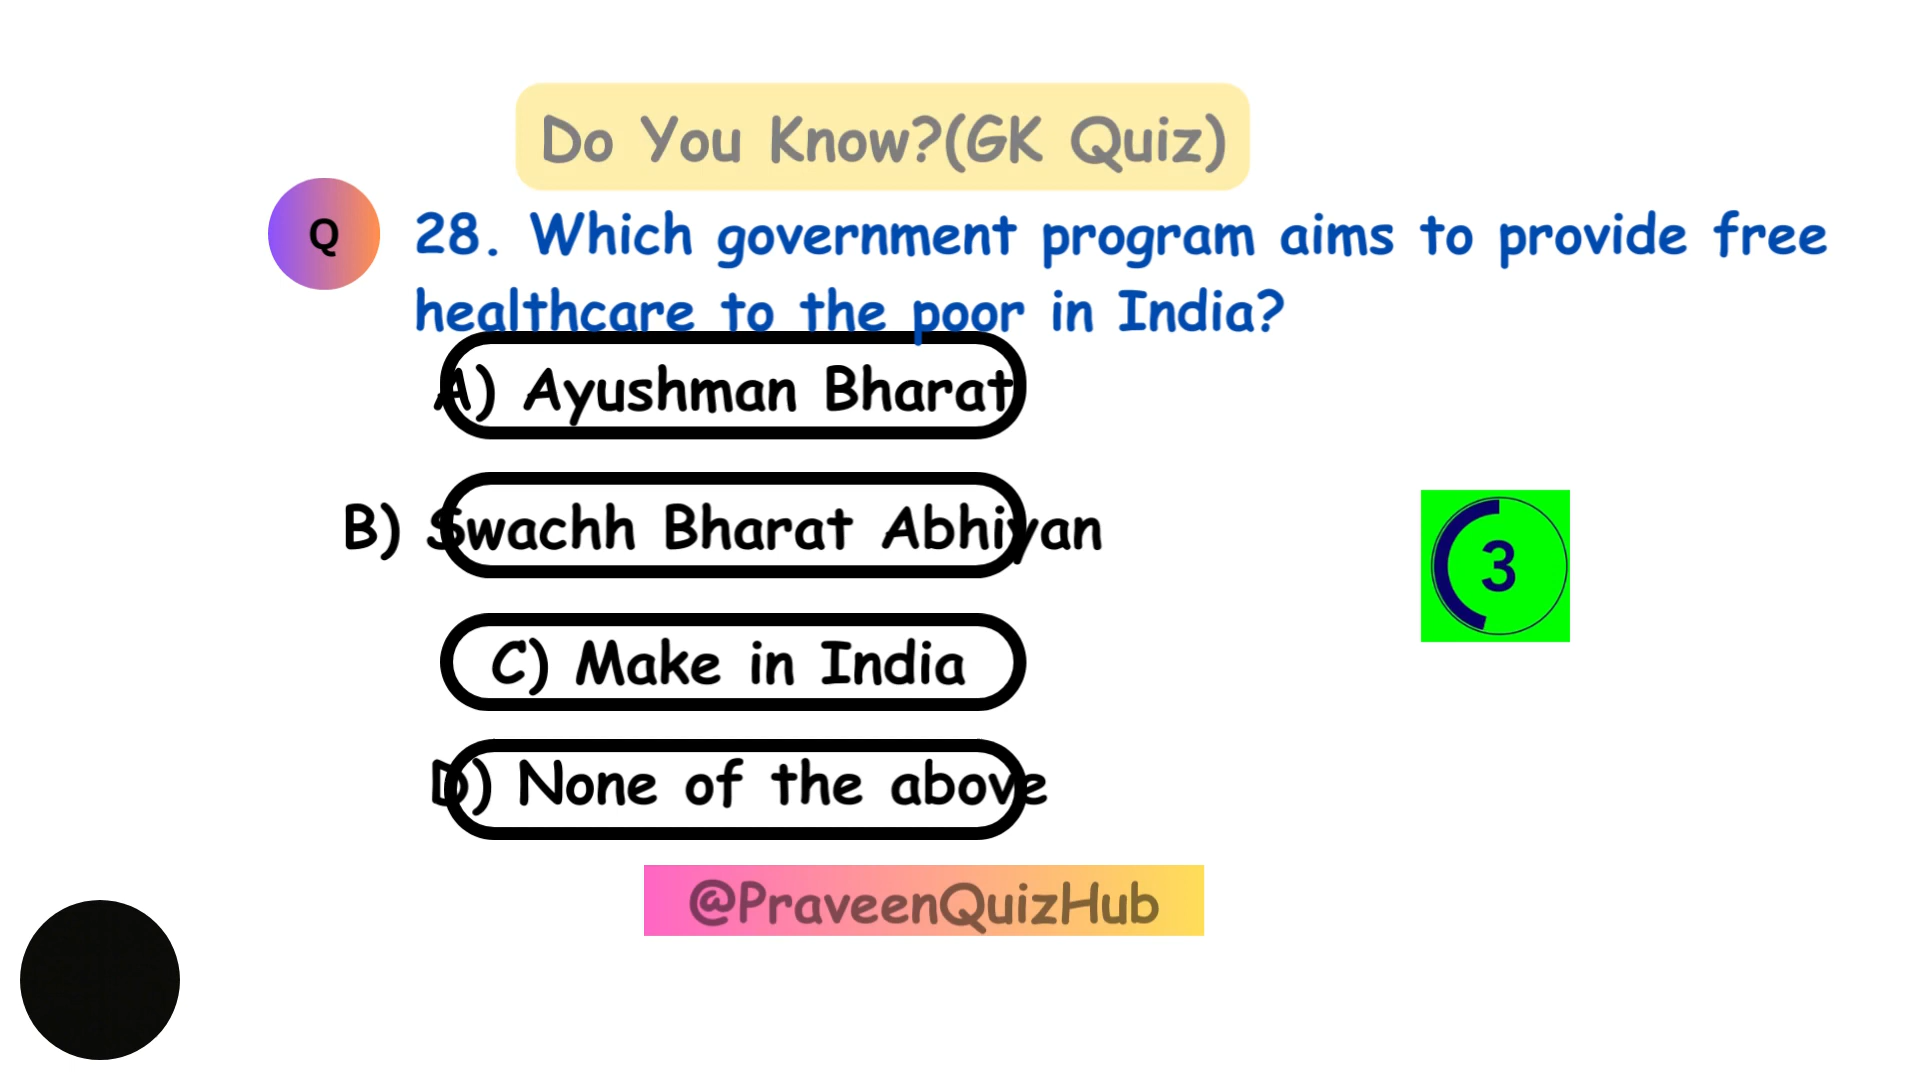 Do You Know?(GK Quiz)
Q
28. Which government program aims to provide free
healthcare to the poor in India?
A) Ayushman Bharat
B) Swachh Bharat Abhiyan
3
C) Make in India
D) None of the above
@PraveenQuizHub